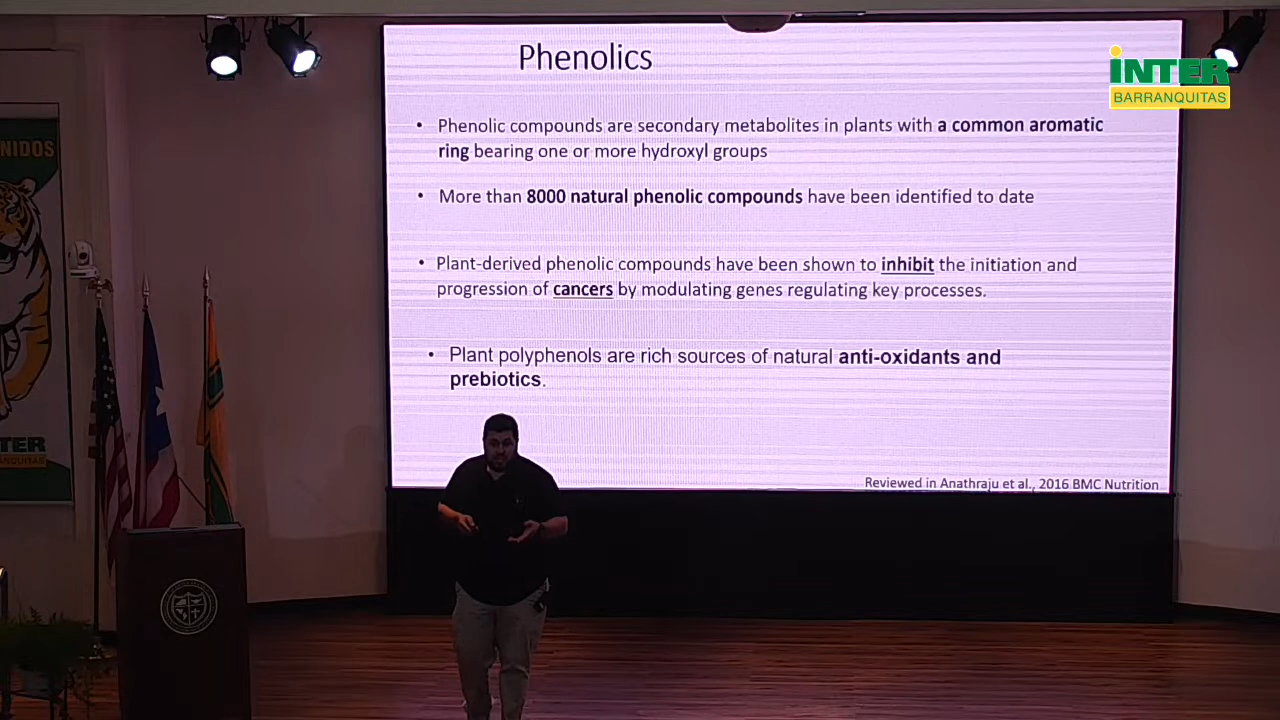 Phenolics
INTER
BARRANQUITAS
• Phenolic compounds are secondary metabolites in plants with a common aromatic
ring bearing one or more hydroxyl groups
• More than 8000 natural phenolic compounds have been identified to date
• Plant-derived phenolic compounds have been shown to inhibit the initiation and
progression of cancers by modulating genes regulating key processes.
• Plant polyphenols are rich sources of natural anti-oxidants and
prebiotics.
Reviewed in Anathraju et al., 2016 BMC Nutrition
NIDOS
TER
RANQUITAS